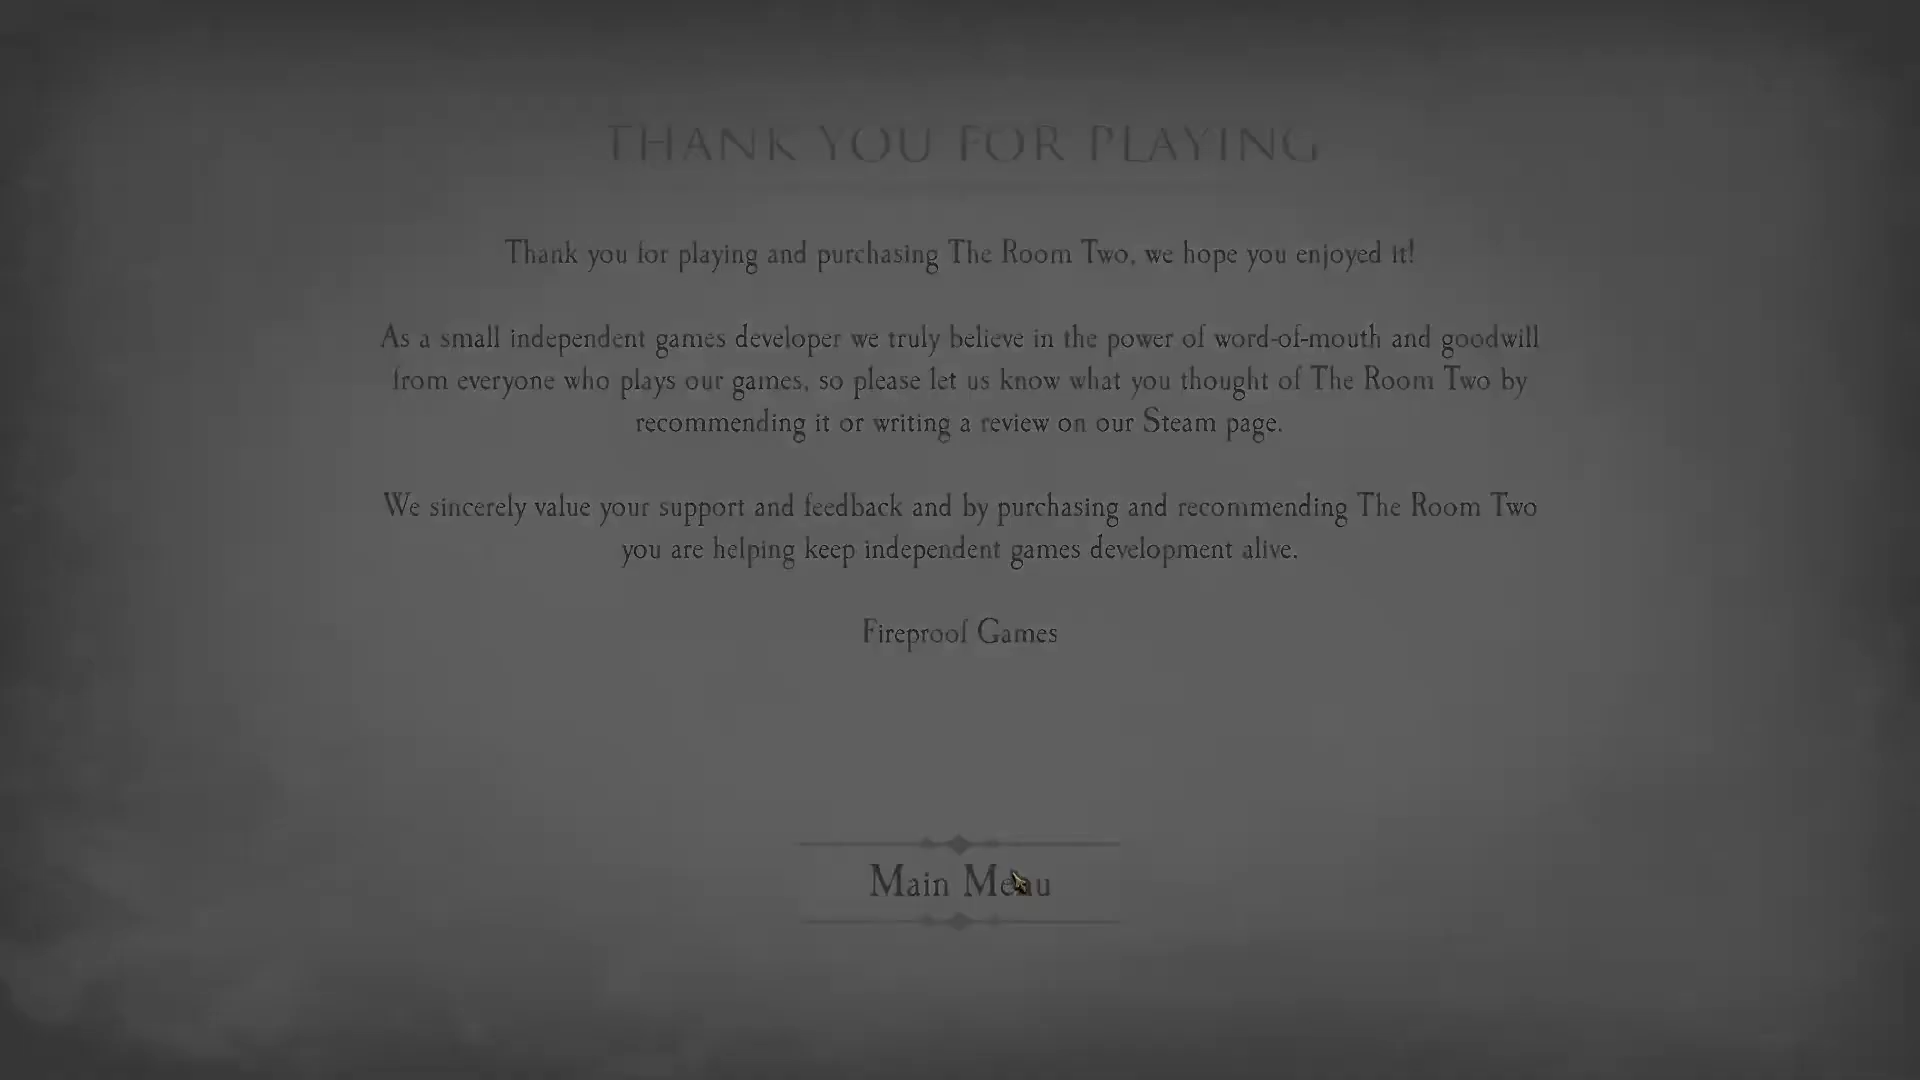 THANK YOU FOR PLAYING
Thank you for playing and purchasing The Room Two, we hope you enjoyed it!
As a small independent games developer we truly believe in the power of word-of-mouth and goodwill
from everyone who plays our games, so please let us know what you thought of The Room Two by
recommending it or writing a review on our Steam page.
We sincerely value your support and feedback and by purchasing and recommending The Room Two
you are helping keep independent games development alive.
Fireproof Games
Main Menu